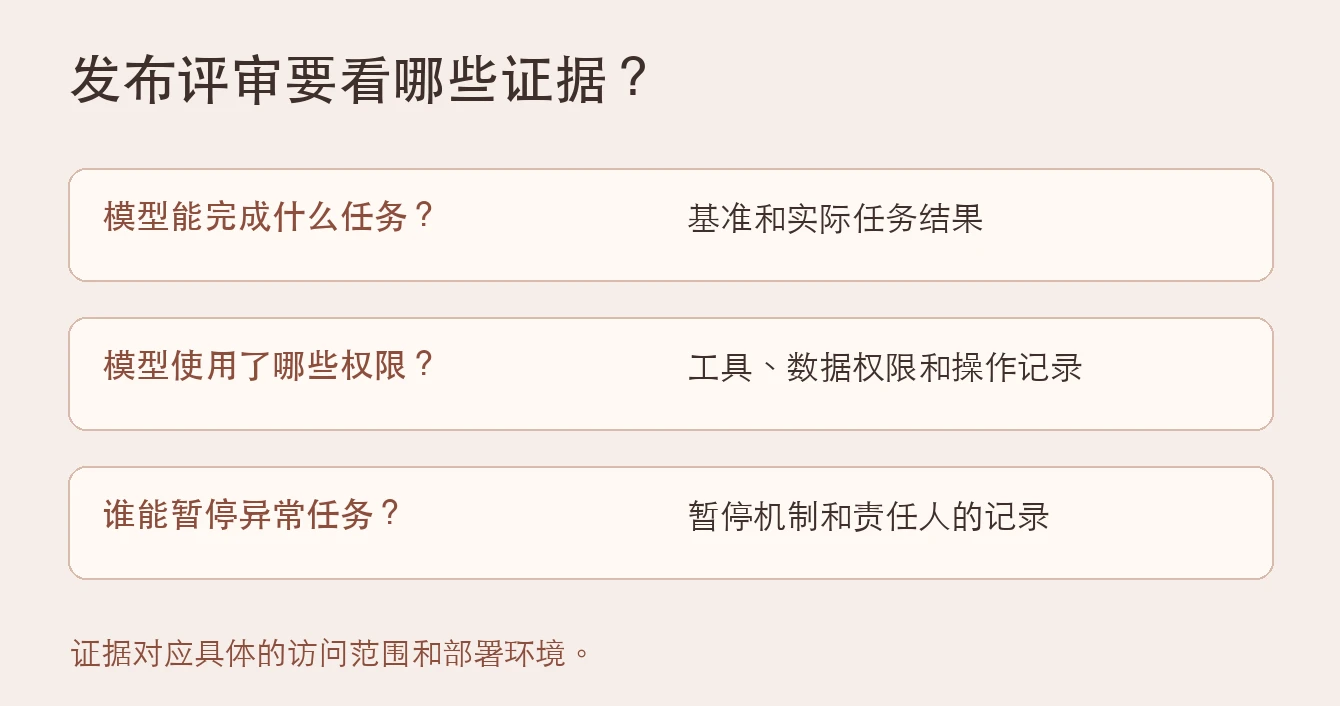 发布评审要看哪些证据？
模型能完成什么任务？
基准和实际任务结果
模型使用了哪些权限？
工具、数据权限和操作记录
谁能暂停异常任务？
暂停机制和责任人的记录
证据对应具体的访问范围和部署环境。